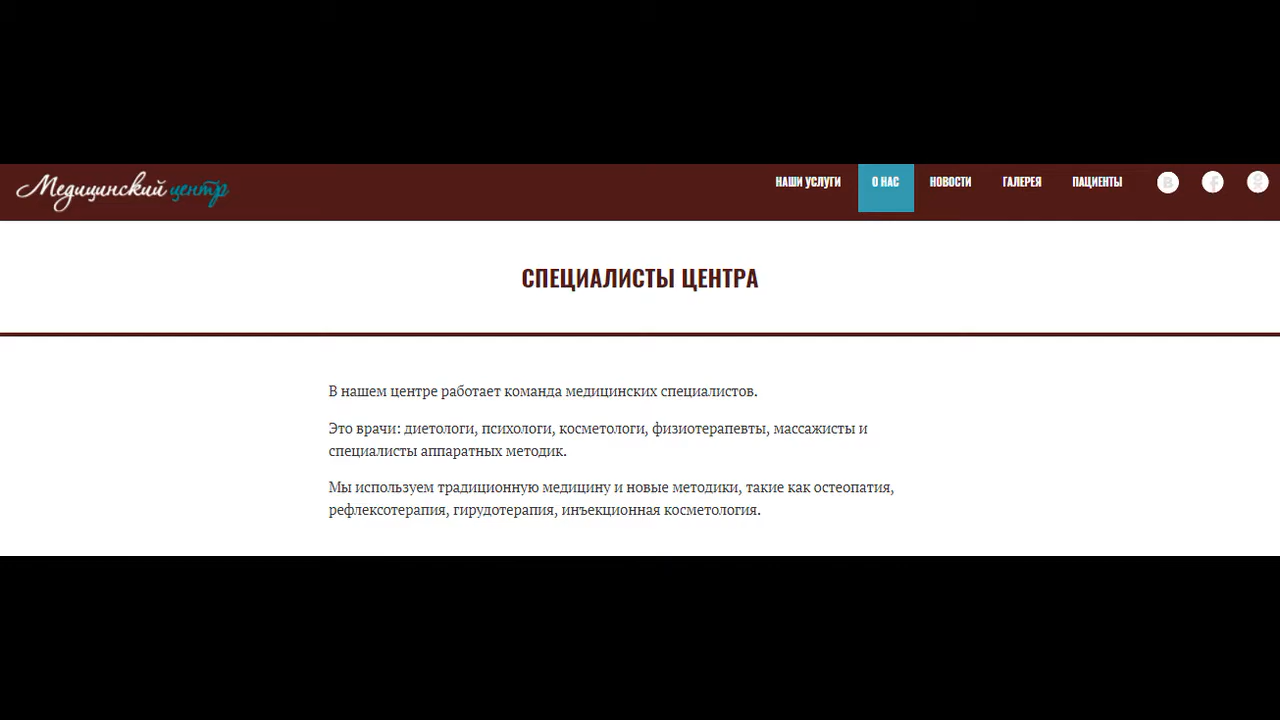 Медицинский центр
НАШИ УСЛУГИ
О НАС
НОВОСТИ
ГАЛЕРЕЯ
ПАЦИЕНТЫ
СПЕЦИАЛИСТЫ ЦЕНТРА
В нашем центре работает команда медицинских специалистов.
Это врачи: диетологи, психологи, косметологи, физиотерапевты, массажисты и
специалисты аппаратных методик.
Мы используем традиционную медицину и новые методики, такие как остеопатия,
рефлексотерапия, гирудотерапия, инъекционная косметология.